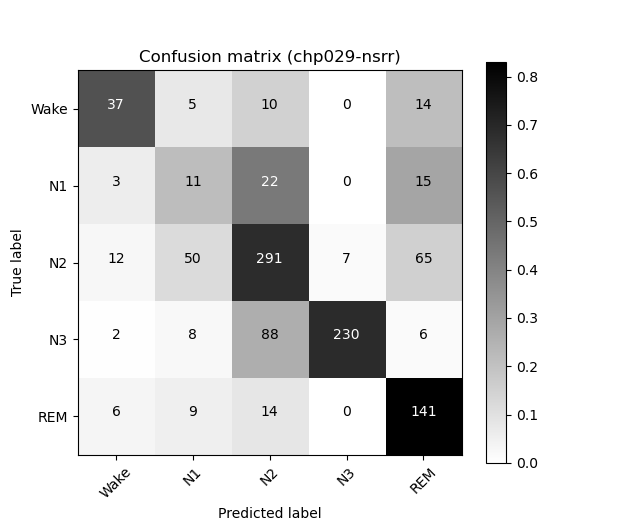 Confusion matrix (chp029-nsrr)
Wake 37 5 10 0 14
N1 3 11 22 0 15
N2 12 50 291 7 65
N3 2 8 88 230 6
REM 6 9 14 0 141
Wake N1 N2 N3 REM
True label
Predicted label
0.8
0.7
0.6
0.5
0.4
0.3
0.2
0.1
0.0